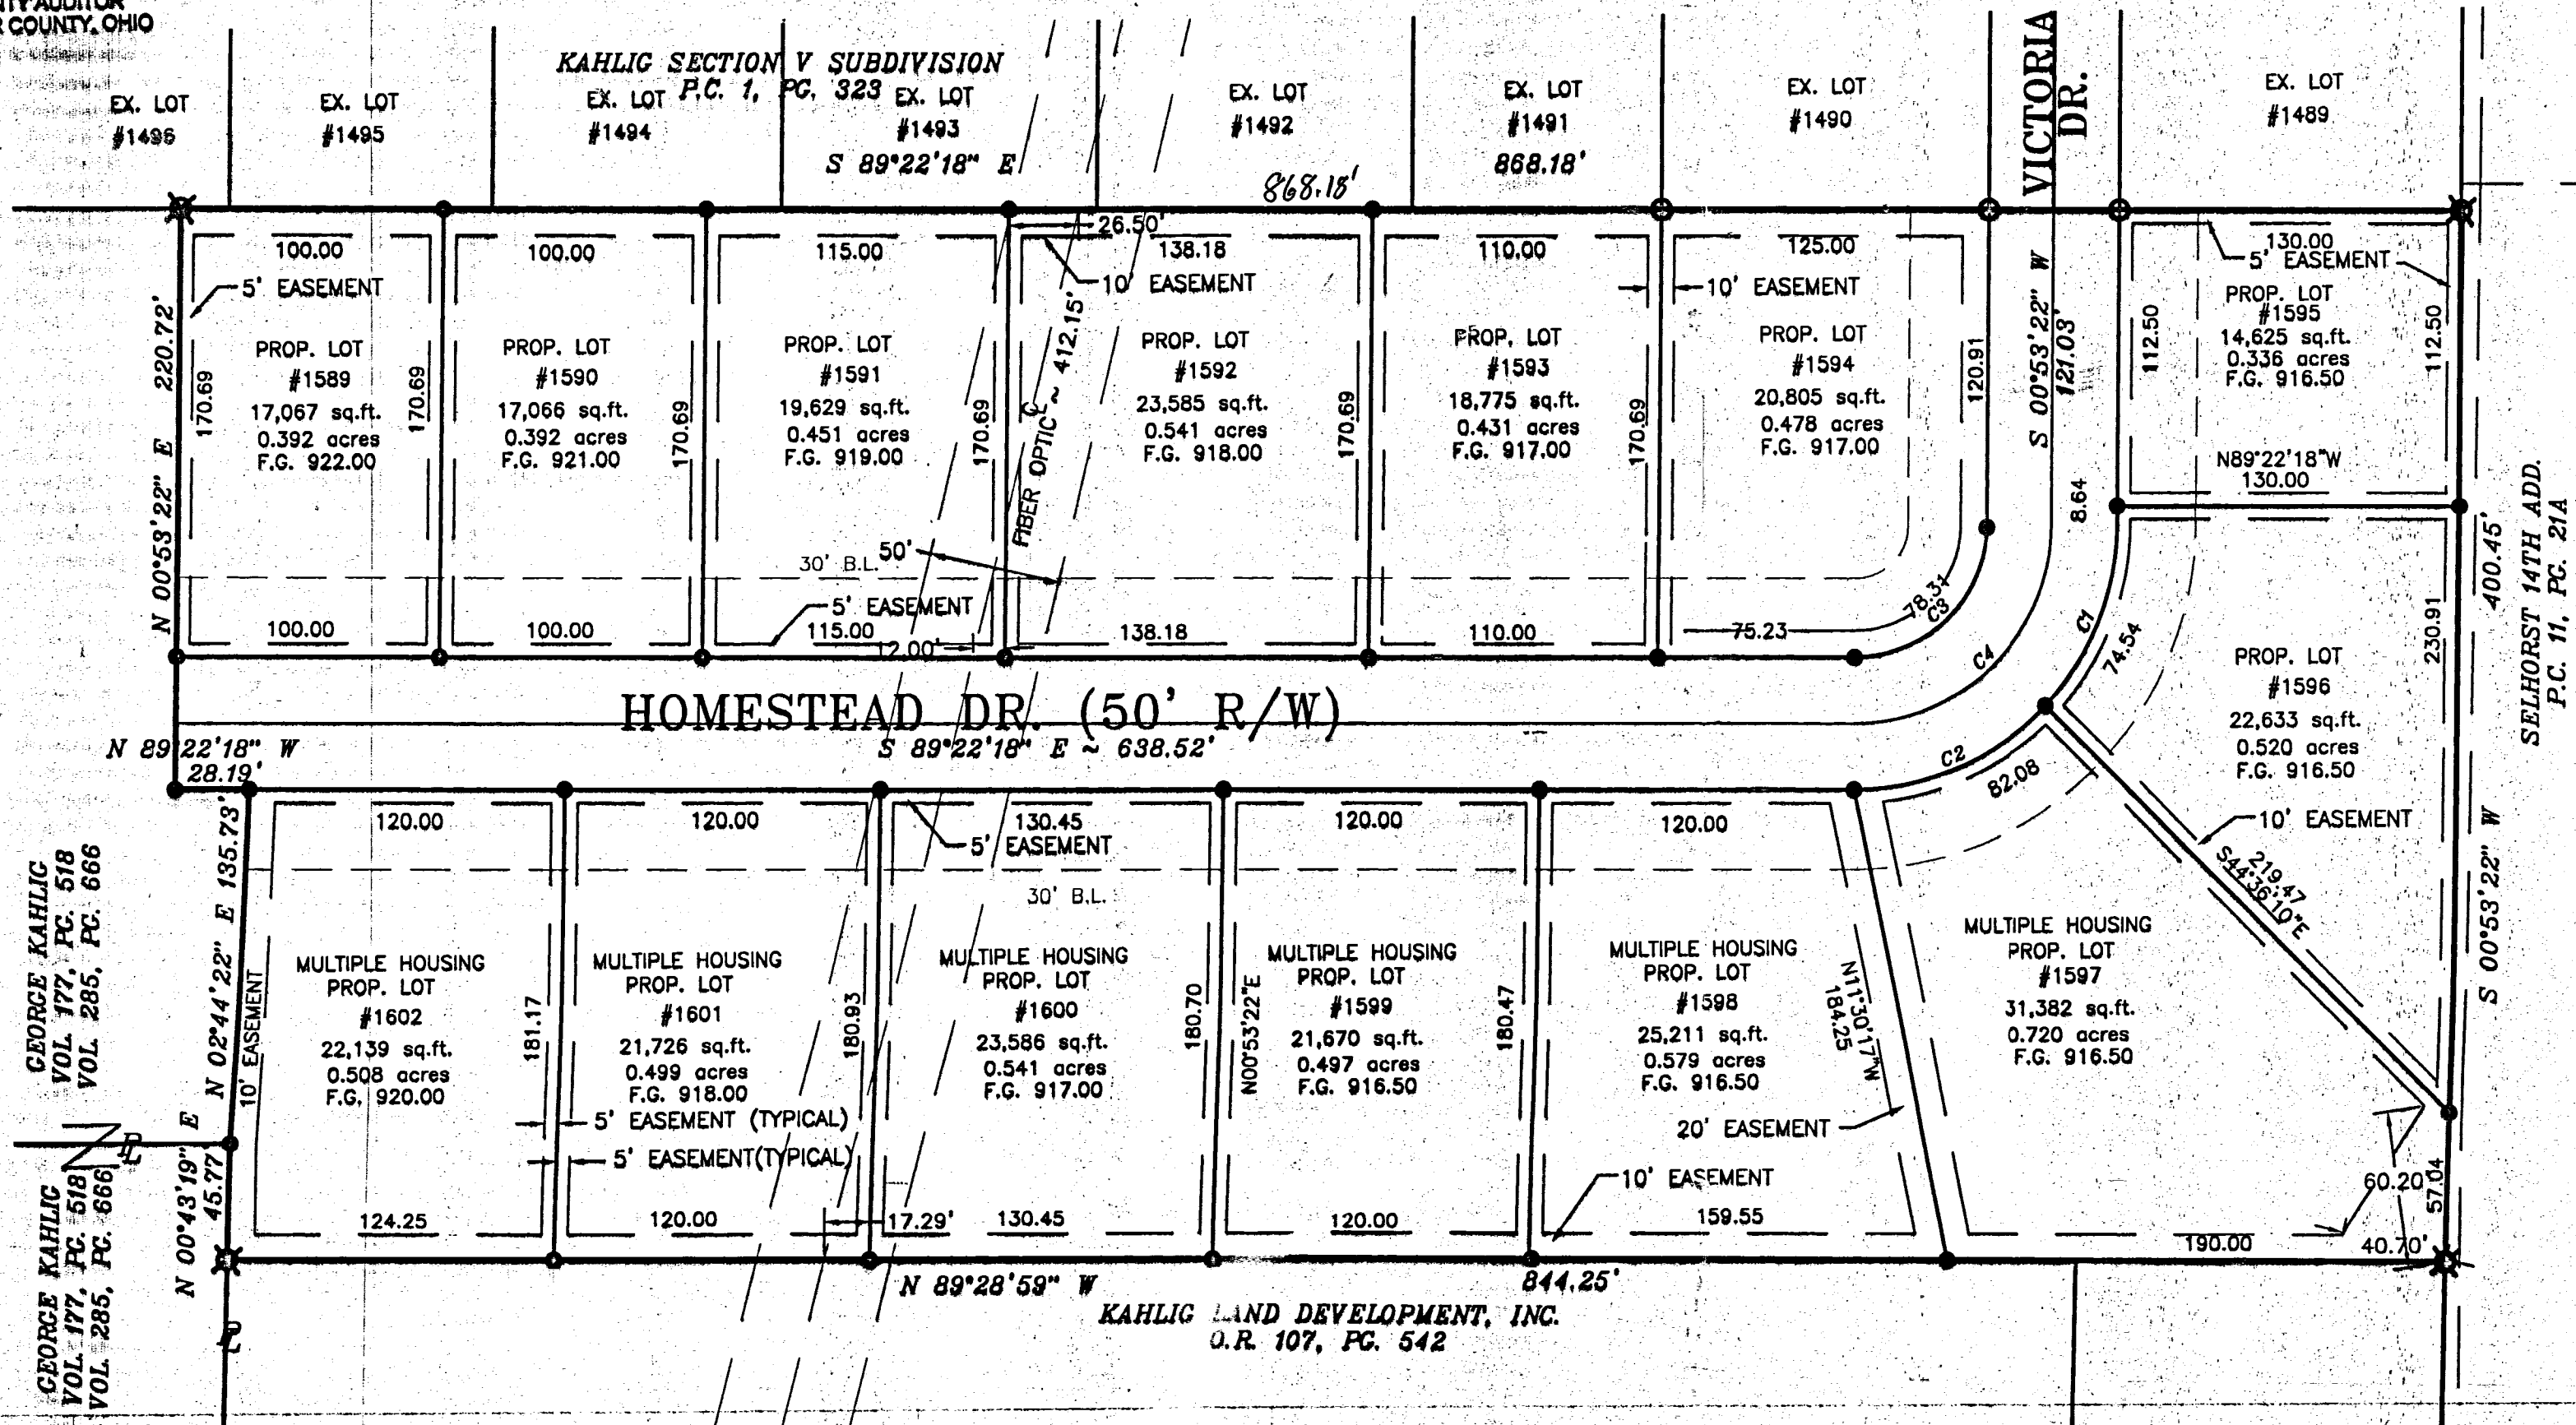 COUNTY, OHIO
KAHLIG SECTION V SUBDIVISION
P.C. 1, PG. 323
EX. LOT
#1496
EX. LOT
#1495
EX. LOT
#1494
EX. LOT
#1493
EX. LOT
#1492
EX. LOT
#1491
EX. LOT
#1490
VICTORIA
DR.
EX. LOT
#1489
S 89°22'18" E
868.18'
868.18'
26.50'
100.00
100.00
115.00
138.18
110.00
125.00
130.00
5' EASEMENT
10' EASEMENT
10' EASEMENT
5' EASEMENT
N 00°53'22" E 220.72'
170.69
PROP. LOT
#1589
17,067 sq.ft.
0.392 acres
F.G. 922.00
170.69
PROP. LOT
#1590
17,066 sq.ft.
0.392 acres
F.G. 921.00
170.69
PROP. LOT
#1591
19,629 sq.ft.
0.451 acres
F.G. 919.00
170.69
FIBER OPTIC ℄ ~ 412.15'
PROP. LOT
#1592
23,585 sq.ft.
0.541 acres
F.G. 918.00
170.69
PROP. LOT
#1593
18,775 sq.ft.
0.431 acres
F.G. 917.00
170.69
PROP. LOT
#1594
20,805 sq.ft.
0.478 acres
F.G. 917.00
120.91
S 00°53'22" W
121.03'
8.64
112.50
PROP. LOT
#1595
14,625 sq.ft.
0.336 acres
F.G. 916.50
112.50
N89°22'18"W
130.00
30' B.L.
50'
5' EASEMENT
100.00
100.00
115.00
12.00'
138.18
110.00
75.23
78.34
C3
C4
C1
74.54
PROP. LOT
#1596
22,633 sq.ft.
0.520 acres
F.G. 916.50
230.91
400.45'
S 00°53'22" W
SELHORST 14TH ADD.
P.C. 11, PG. 21A
HOMESTEAD DR. (50' R/W)
S 89°22'18" E ~ 638.52'
N 89°22'18" W
28.19'
C2
82.08
10' EASEMENT
219.47
S44°36'10"E
120.00
120.00
130.45
120.00
120.00
5' EASEMENT
30' B.L.
GEORGE KAHLIG
VOL. 177, PG. 518
VOL. 285, PG. 666
N 02°44'22" E 135.73'
10' EASEMENT
MULTIPLE HOUSING
PROP. LOT
#1602
22,139 sq.ft.
0.508 acres
F.G. 920.00
181.17
MULTIPLE HOUSING
PROP. LOT
#1601
21,726 sq.ft.
0.499 acres
F.G. 918.00
180.93
MULTIPLE HOUSING
PROP. LOT
#1600
23,586 sq.ft.
0.541 acres
F.G. 917.00
180.70
N00°53'22"E
MULTIPLE HOUSING
PROP. LOT
#1599
21,670 sq.ft.
0.497 acres
F.G. 916.50
180.47
MULTIPLE HOUSING
PROP. LOT
#1598
25,211 sq.ft.
0.579 acres
F.G. 916.50
N11°30'17"W
184.25
MULTIPLE HOUSING
PROP. LOT
#1597
31,382 sq.ft.
0.720 acres
F.G. 916.50
5' EASEMENT (TYPICAL)
5' EASEMENT(TYPICAL)
20' EASEMENT
10' EASEMENT
PL
N 00°43'19" E
45.77'
GEORGE KAHLIG
VOL. 177, PG. 518
VOL. 285, PG. 666
124.25
120.00
17.29'
130.45
120.00
159.55
190.00
40.70'
60.20'
57.04
N 89°28'59" W
844.25'
KAHLIG LAND DEVELOPMENT, INC.
O.R. 107, PG. 542
PL